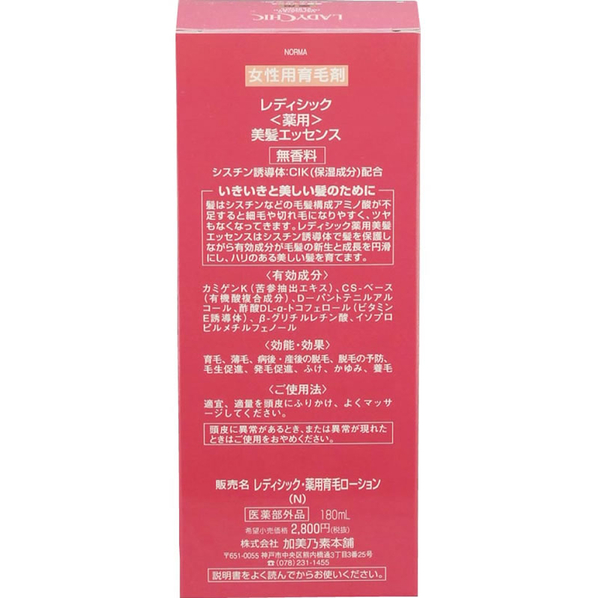 LADY CHIC
NORMA
女性用育毛剤
レディシック
<薬用>
美髪エッセンス
無香料
シスチン誘導体:CIK(保湿成分)配合
いきいきと美しい髪のために
髪はシスチンなどの毛髪構成アミノ酸が
不足すると細毛や切れ毛になりやすく、ツヤ
もなくなってきます。レディシック薬用美髪
エッセンスはシスチン誘導体で髪を保護し
ながら有効成分が毛髪の新生と成長を円滑
にし、ハリのある美しい髪を育てます。
〈有効成分〉
カミゲンK(苦参抽出エキス)、CS-ベース
(有機酸複合成分)、D-パントテニルアル
コール、酢酸DL-α-トコフェロール(ビタミン
E誘導体)、β-グリチルレチン酸、イソプロ
ピルメチルフェノール
〈効能・効果〉
育毛、薄毛、病後・産後の脱毛、脱毛の予防、
毛生促進、発毛促進、ふけ、かゆみ、養毛
〈ご使用法〉
適宜、適量を頭皮にふりかけ、よくマッサ
ージしてください。
頭皮に異常があるとき、または異常が現れた
ときはご使用をおやめください。
販売名 レディシック・薬用育毛ローション
(N)
医薬部外品 180mL
希望小売価格 2,800円(税抜)
株式会社 加美乃素本舗
〒651-0055 神戸市中央区熊内橋通3丁目3番25号
☎(078)231-1455
説明書をよく読んでからお使いください。